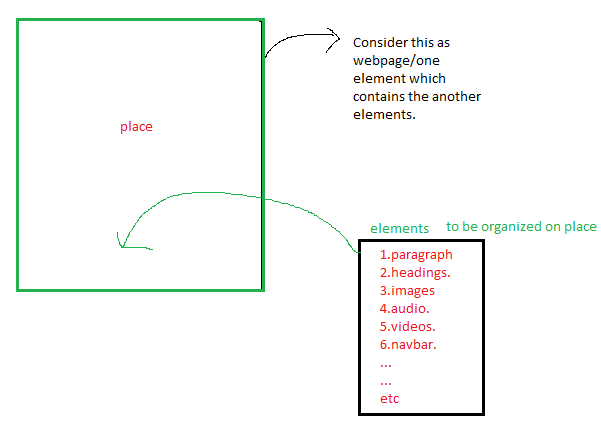 Consider this as
webpage/one
element which
contains the another
elements.
place
elements to be organized on place
1.paragraph
2.headings.
3.images
4.audio.
5.videos.
6.navbar.
...
...
etc